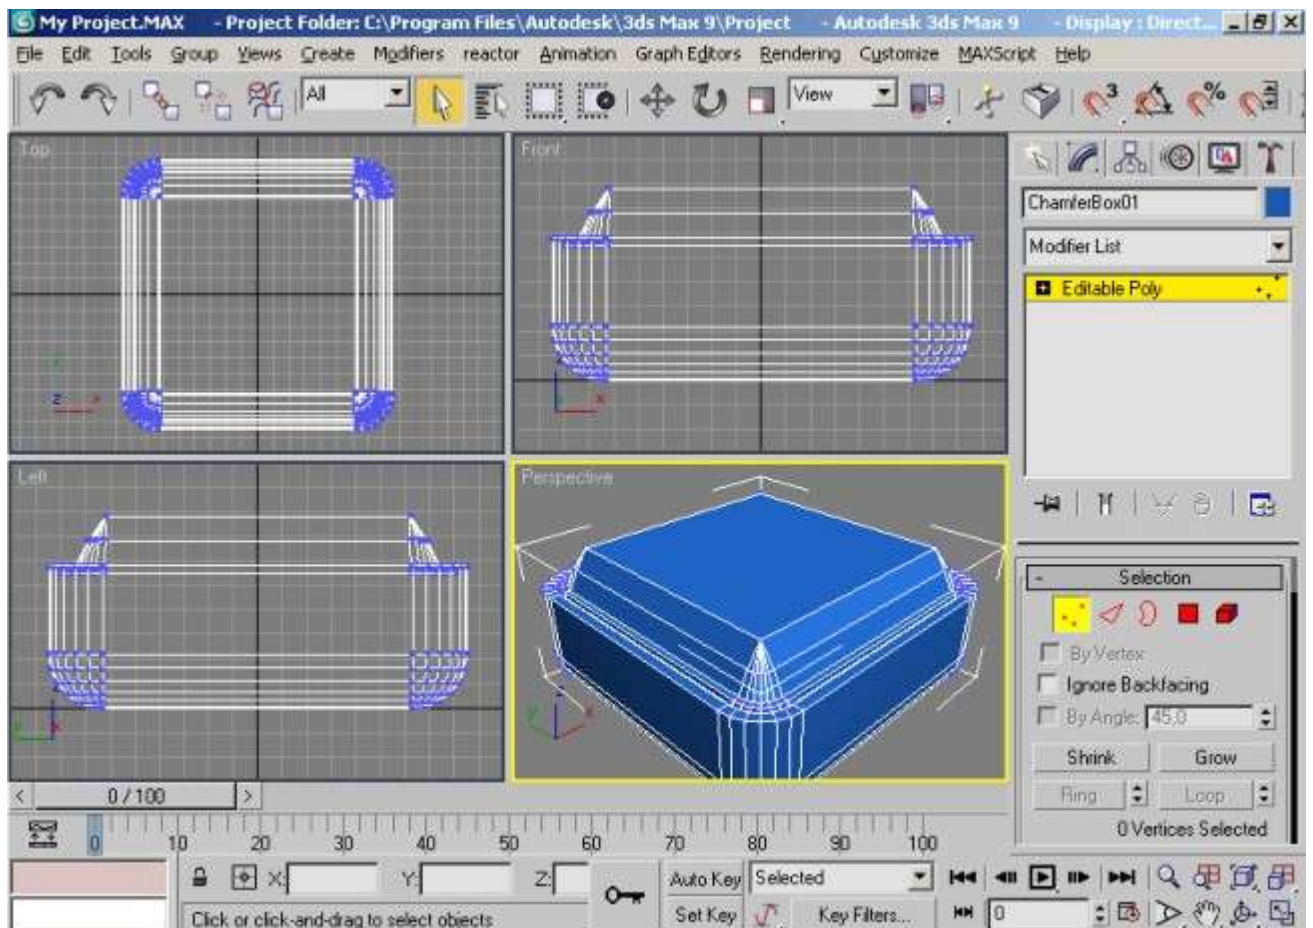 My Project.MAX - Project Folder: C:\Program Files\Autodesk\3ds Max 9\Project - Autodesk 3ds Max 9 - Display : Direct...
File Edit Tools Group Views Create Modifiers reactor Animation Graph Editors Rendering Customize MAXScript Help
All View 3 %
Top Front
ChamferBox01
Modifier List
Editable Poly
z x x
Left Perspective
Selection
By Vertex
Ignore Backfacing
By Angle: 45,0
Shrink Grow
Ring Loop
0 Vertices Selected
< 0 / 100 >
0 10 20 30 40 50 60 70 80 90 100
X: Y: Z: Auto Key Selected
Click or click-and-drag to select objects Set Key Key Filters... 0